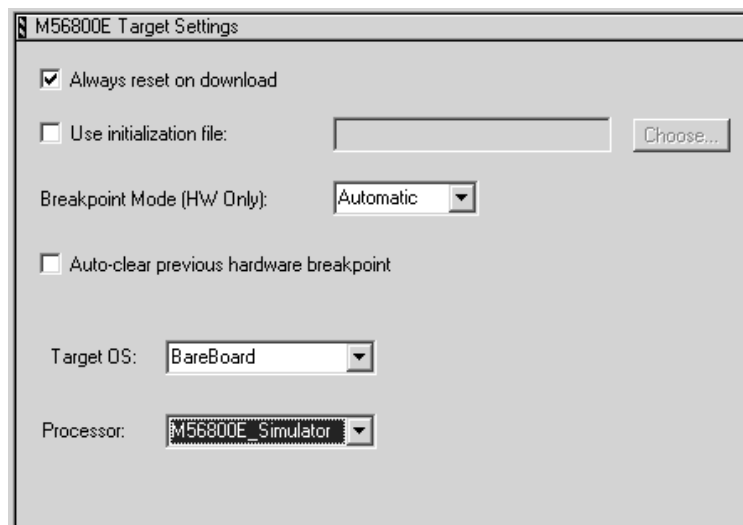 M56800E Target Settings
Always reset on download
Use initialization file:
Choose...
Breakpoint Mode (HW Only):
Automatic
Auto-clear previous hardware breakpoint
Target OS:
BareBoard
Processor:
M56800E_Simulator